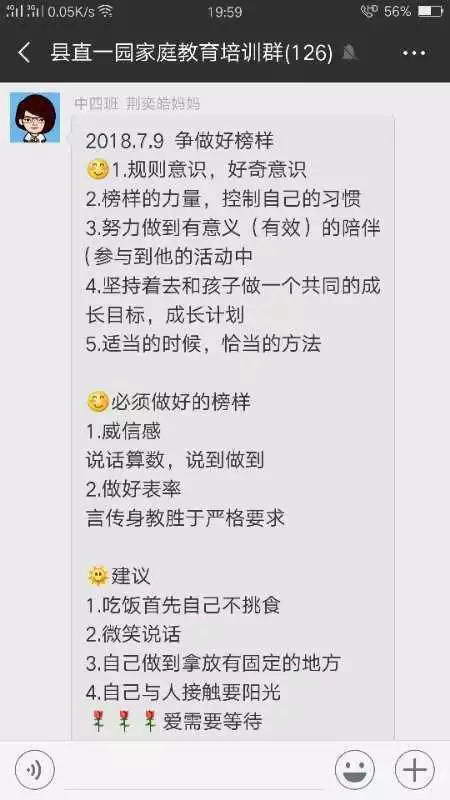 4G 3G 0.05K/s 19:59 HD 56%
县直一园家庭教育培训群(126)
中四班 荆奕皓妈妈
2018.7.9 争做好榜样
😊1.规则意识，好奇意识
2.榜样的力量，控制自己的习惯
3.努力做到有意义（有效）的陪伴
(参与到他的活动中
4.坚持着去和孩子做一个共同的成
长目标，成长计划
5.适当的时候，恰当的方法
😊必须做好的榜样
1.威信感
说话算数，说到做到
2.做好表率
言传身教胜于严格要求
🌞建议
1.吃饭首先自己不挑食
2.微笑说话
3.自己做到拿放有固定的地方
4.自己与人接触要阳光
🌹🌹🌹爱需要等待